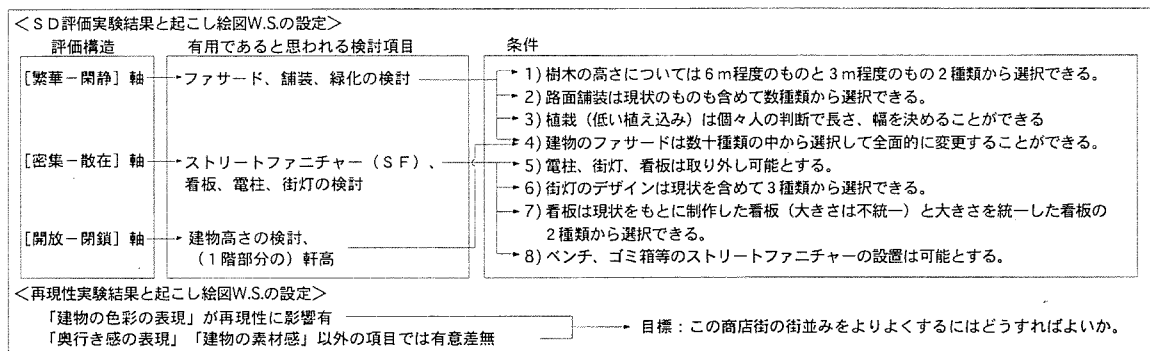 ＜ＳＤ評価実験結果と起こし絵図W.S.の設定＞
評価構造
有用であると思われる検討項目
条件
[繁華－閑静] 軸
ファサード、舗装、緑化の検討
[密集－散在] 軸
ストリートファニチャー（ＳＦ）、
看板、電柱、街灯の検討
[開放－閉鎖] 軸
建物高さの検討、
（１階部分の）軒高
1) 樹木の高さについては６ｍ程度のものと３ｍ程度のもの２種類から選択できる。
2) 路面舗装は現状のものも含めて数種類から選択できる。
3) 植栽（低い植え込み）は個々人の判断で長さ、幅を決めることができる
4) 建物のファサードは数十種類の中から選択して全面的に変更することができる。
5) 電柱、街灯、看板は取り外し可能とする。
6) 街灯のデザインは現状を含めて３種類から選択できる。
7) 看板は現状をもとに制作した看板（大きさは不統一）と大きさを統一した看板の
２種類から選択できる。
8) ベンチ、ゴミ箱等のストリートファニチャーの設置は可能とする。
＜再現性実験結果と起こし絵図W.S.の設定＞
「建物の色彩の表現」が再現性に影響有
「奥行き感の表現」「建物の素材感」以外の項目では有意差無
目標：この商店街の街並みをよりよくするにはどうすればよいか。